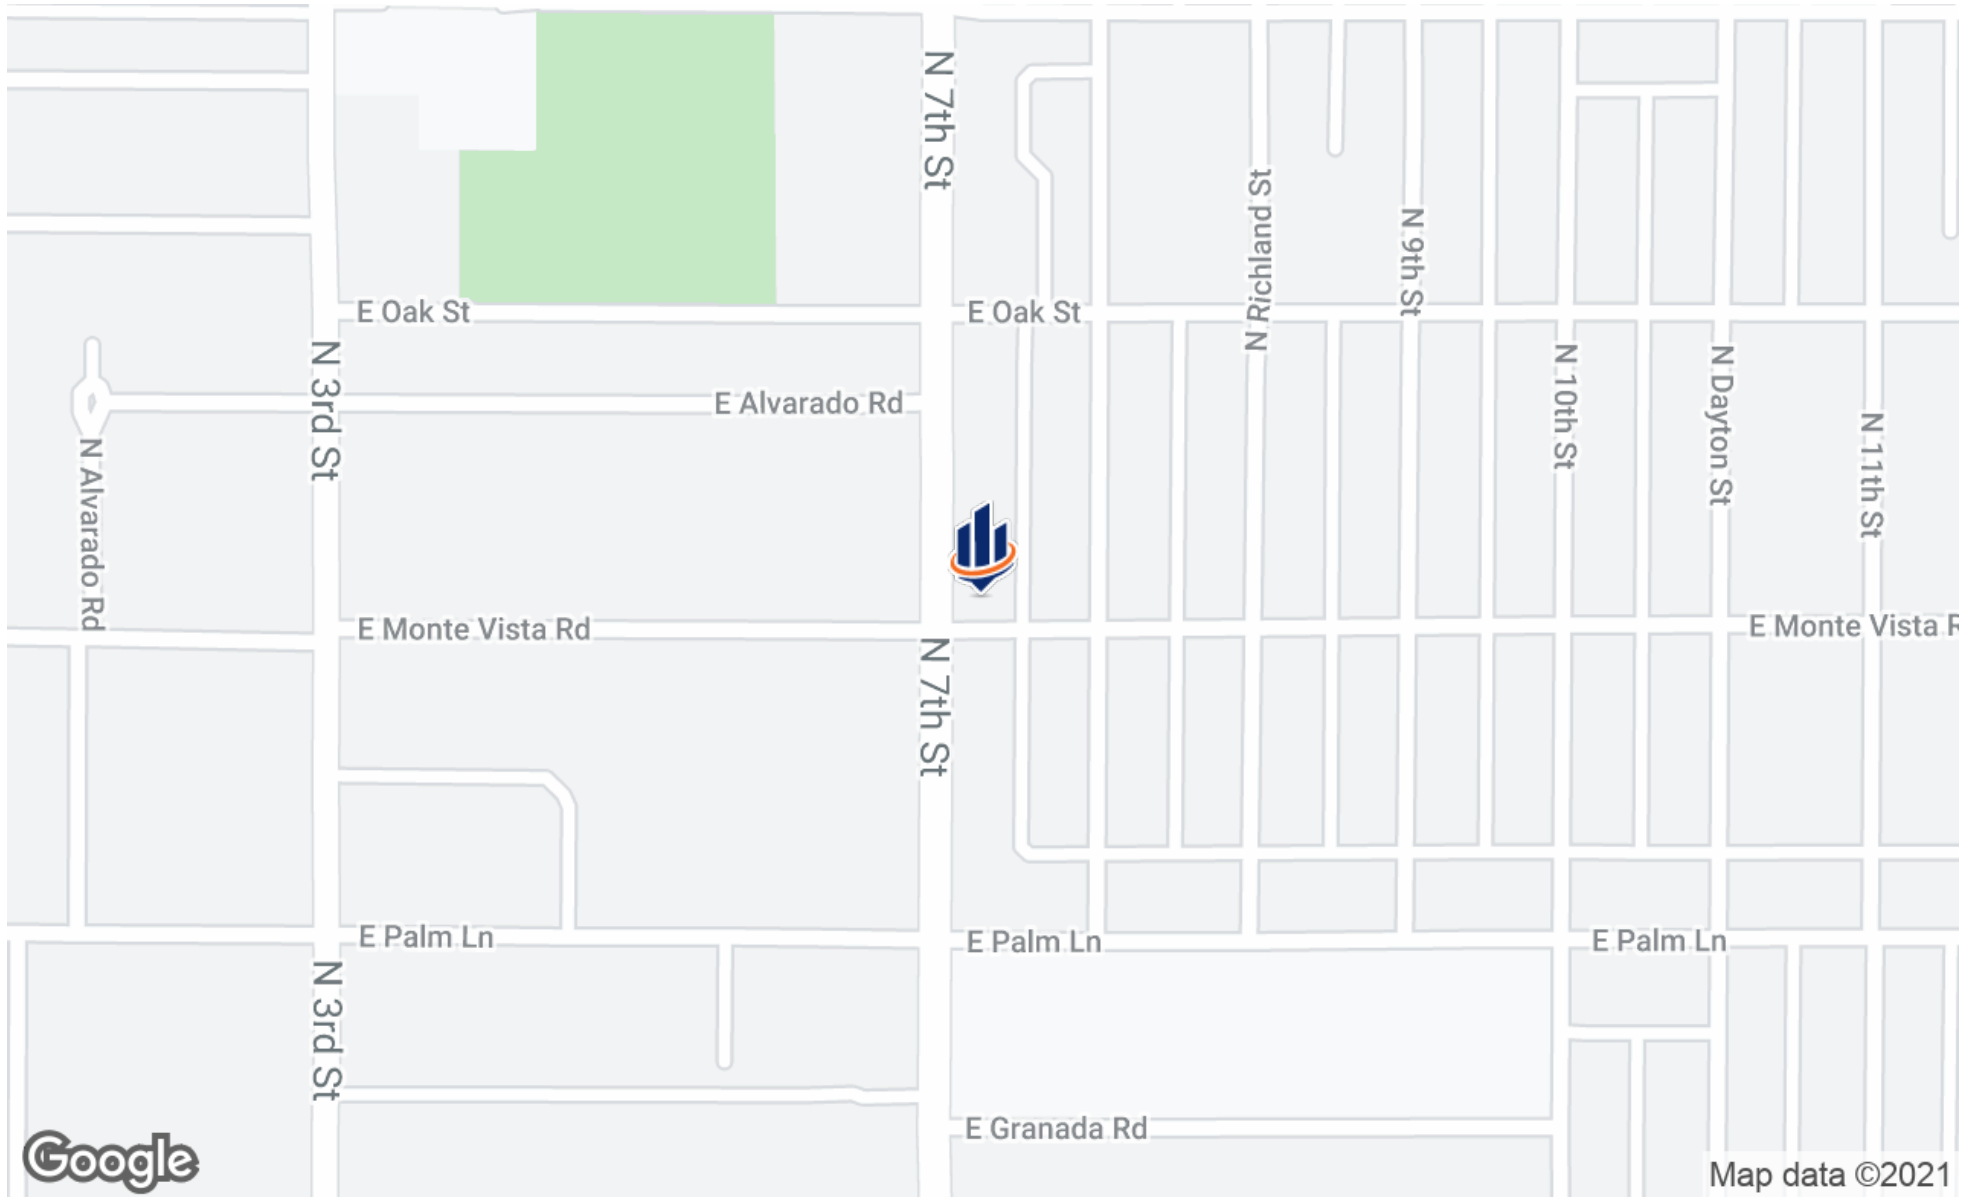 N 7th St
N Richland St
N 9th St
E Oak St
E Oak St
N 3rd St
N 10th St
N Dayton St
E Alvarado Rd
N 11th St
N Alvarado Rd
E Monte Vista Rd
E Monte Vista R
N 7th St
E Palm Ln
E Palm Ln
E Palm Ln
N 3rd St
E Granada Rd
Google
Map data ©2021